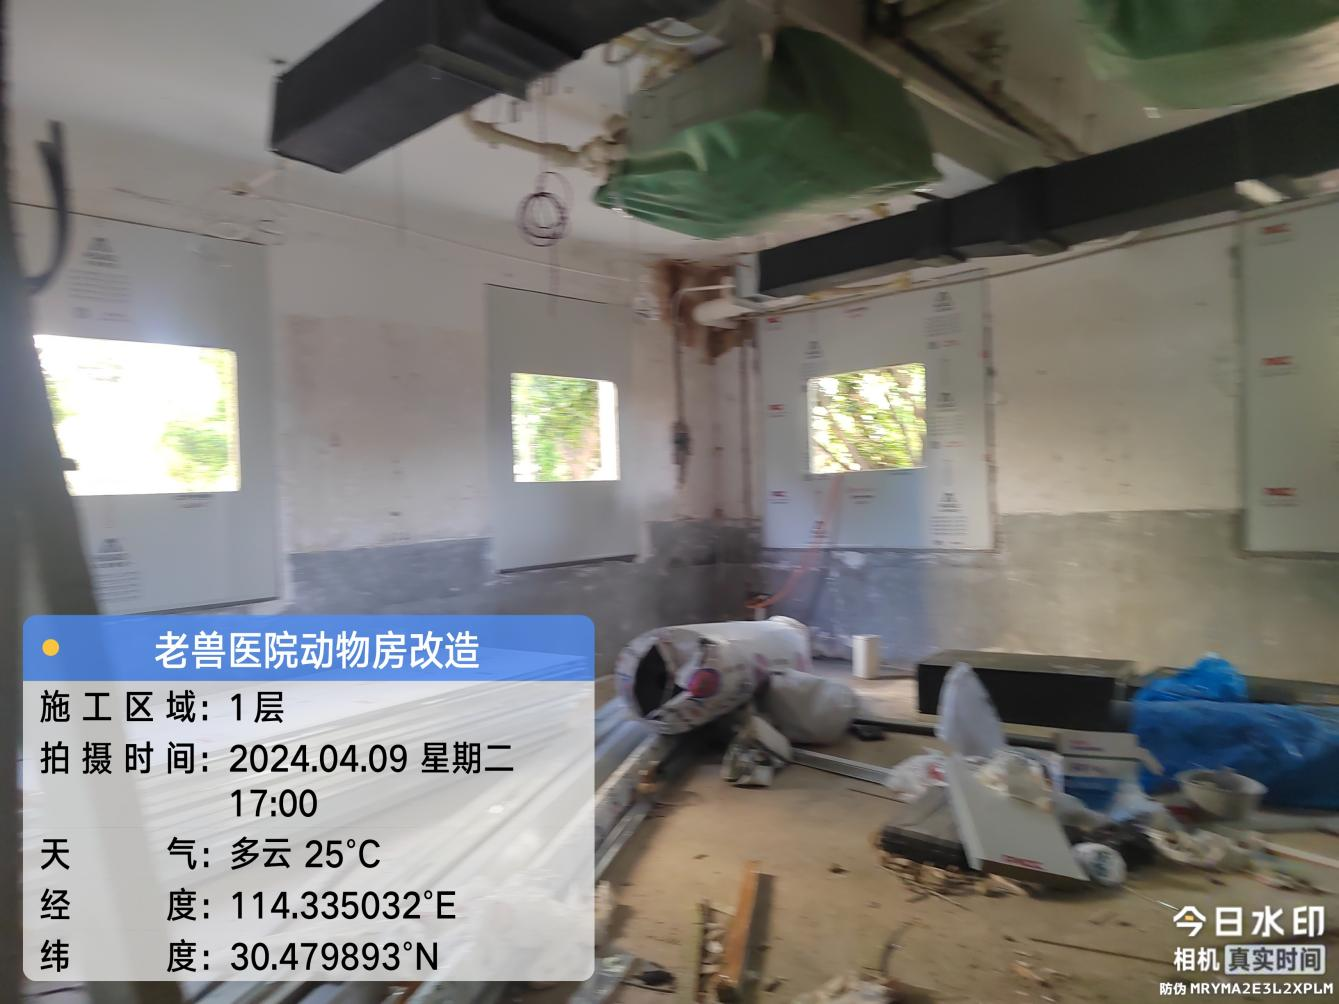 老兽医院动物房改造
施工区域：1层
拍摄时间：2024.04.09 星期二
17:00
天气：多云 25°C
经度：114.335032°E
纬度：30.479893°N
今日水印
相机 真实时间
防伪 MRYMA2E3L2XPLM